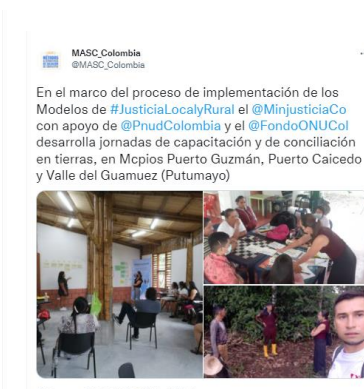 MASC_Colombia
@MASC_Colombia
En el marco del proceso de implementación de los
Modelos de #JusticiaLocalyRural el @MinjusticiaCo
con apoyo de @PnudColombia y el @FondoONUCol
desarrolla jornadas de capacitación y de conciliación
en tierras, en Mcpios Puerto Guzmán, Puerto Caicedo
y Valle del Guamuez (Putumayo)